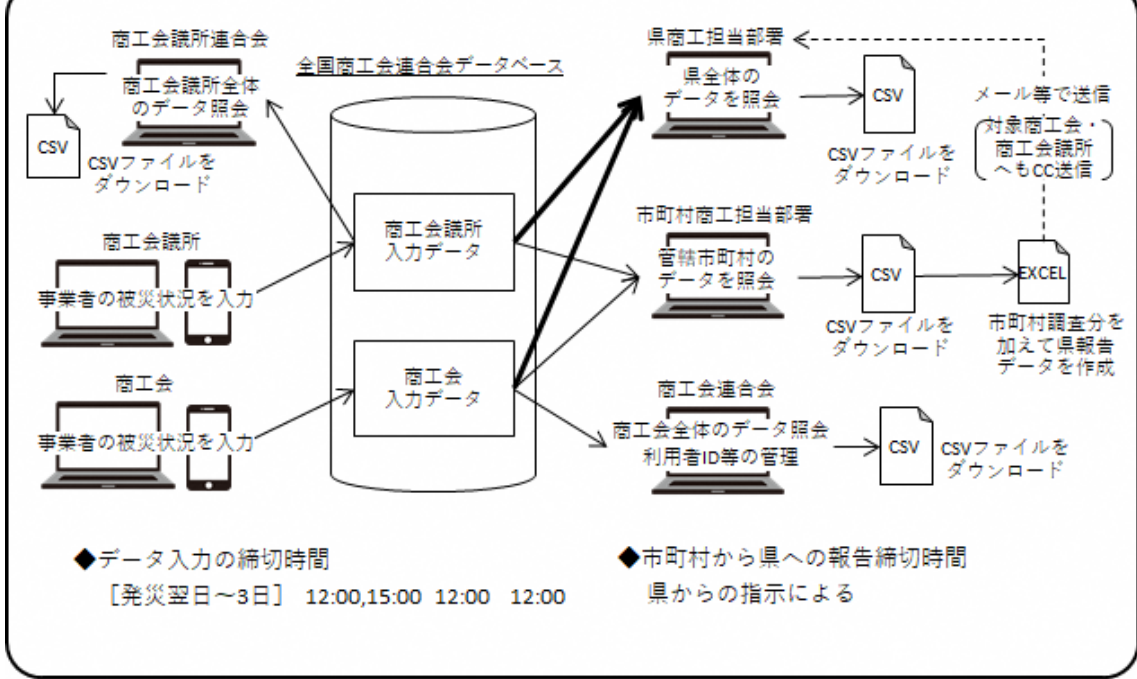 商工会議所連合会
商工会議所全体
のデータ照会
CSV
CSVファイルを
ダウンロード
商工会議所
事業者の被災状況を入力
商工会
事業者の被災状況を入力
全国商工会連合会データベース
商工会議所
入力データ
商工会
入力データ
県商工担当部署
県全体の
データを照会
CSV
CSVファイルを
ダウンロード
メール等で送信
対象商工会・
商工会議所
へもCC送信
市町村商工担当部署
管轄市町村の
データを照会
CSV
CSVファイルを
ダウンロード
EXCEL
市町村調査分を
加えて県報告
データを作成
商工会連合会
商工会全体のデータ照会
利用者ID等の管理
CSV
CSVファイルを
ダウンロード
◆データ入力の締切時間
［発災翌日～3日］ 12:00,15:00 12:00 12:00
◆市町村から県への報告締切時間
県からの指示による